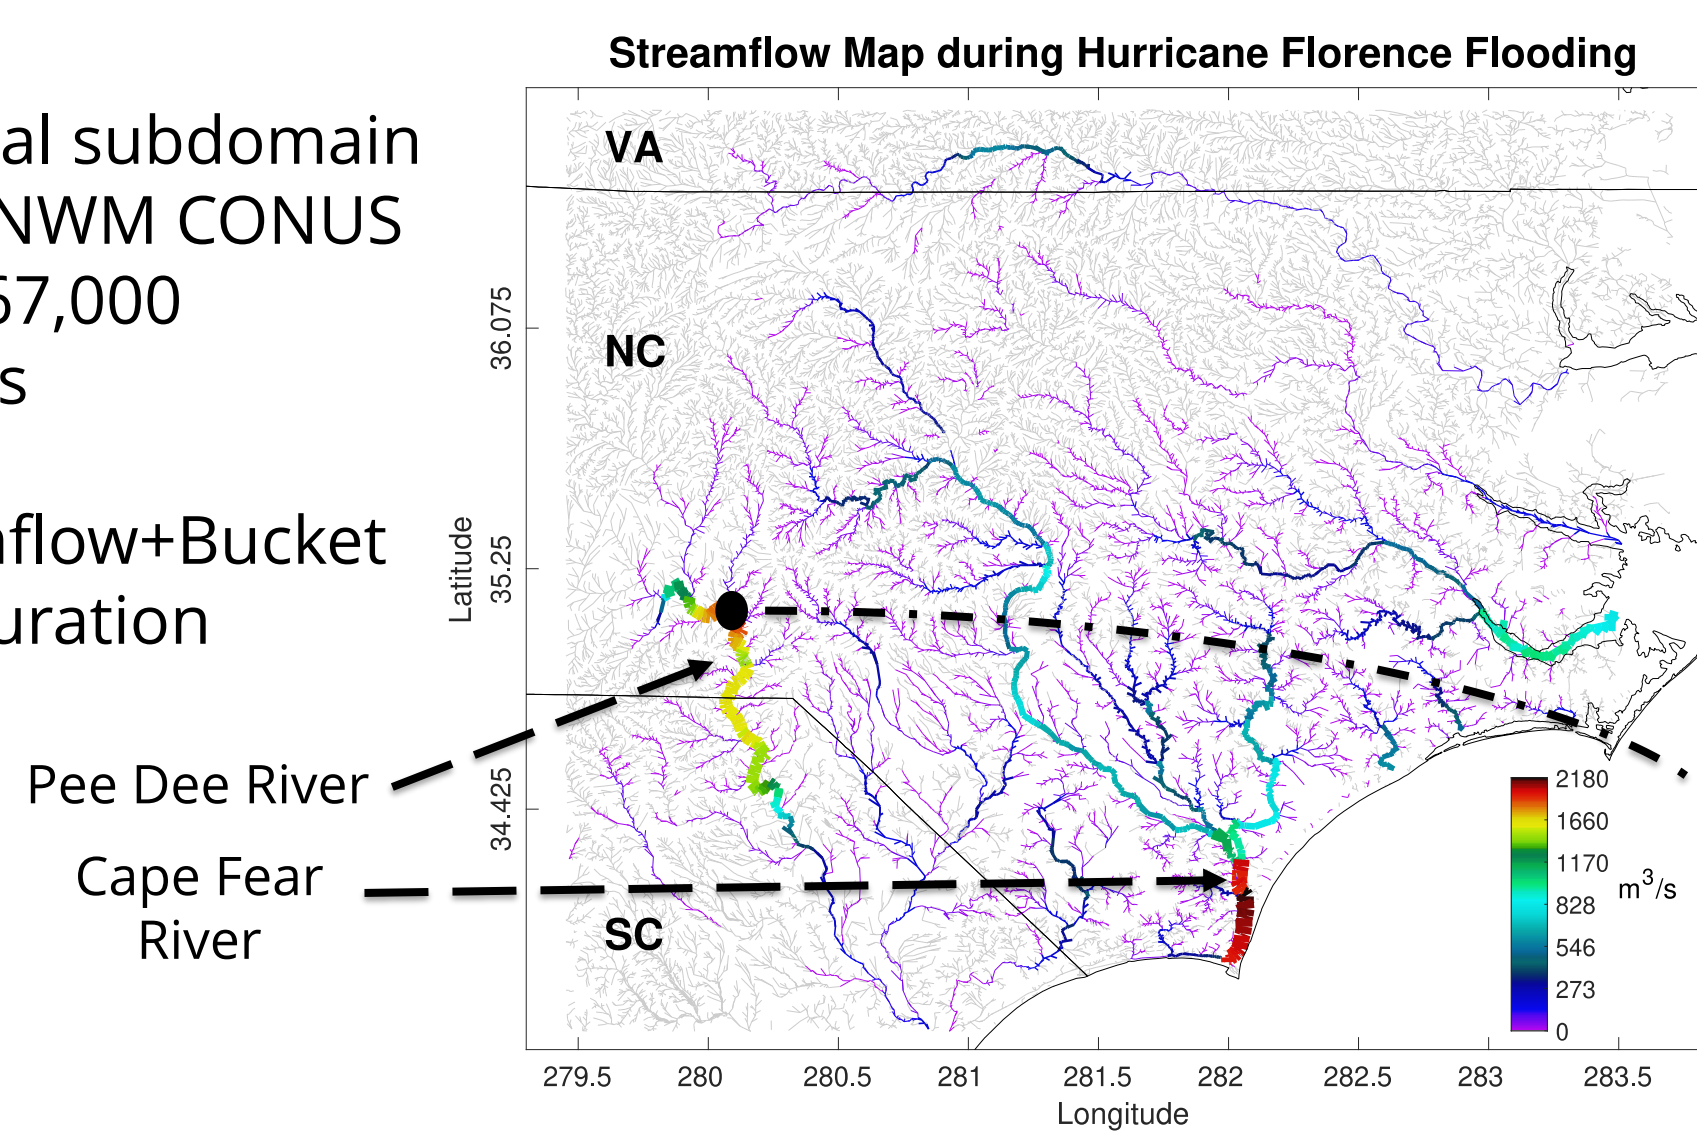 al subdomain
NWM CONUS
67,000
s
flow+Bucket
uration
Pee Dee River
Cape Fear
River
Streamflow Map during Hurricane Florence Flooding
VA
NC
SC
Latitude
36.075
35.25
34.425
2180
1660
1170
828
546
273
0
m³/s
279.5 280 280.5 281 281.5 282 282.5 283 283.5
Longitude